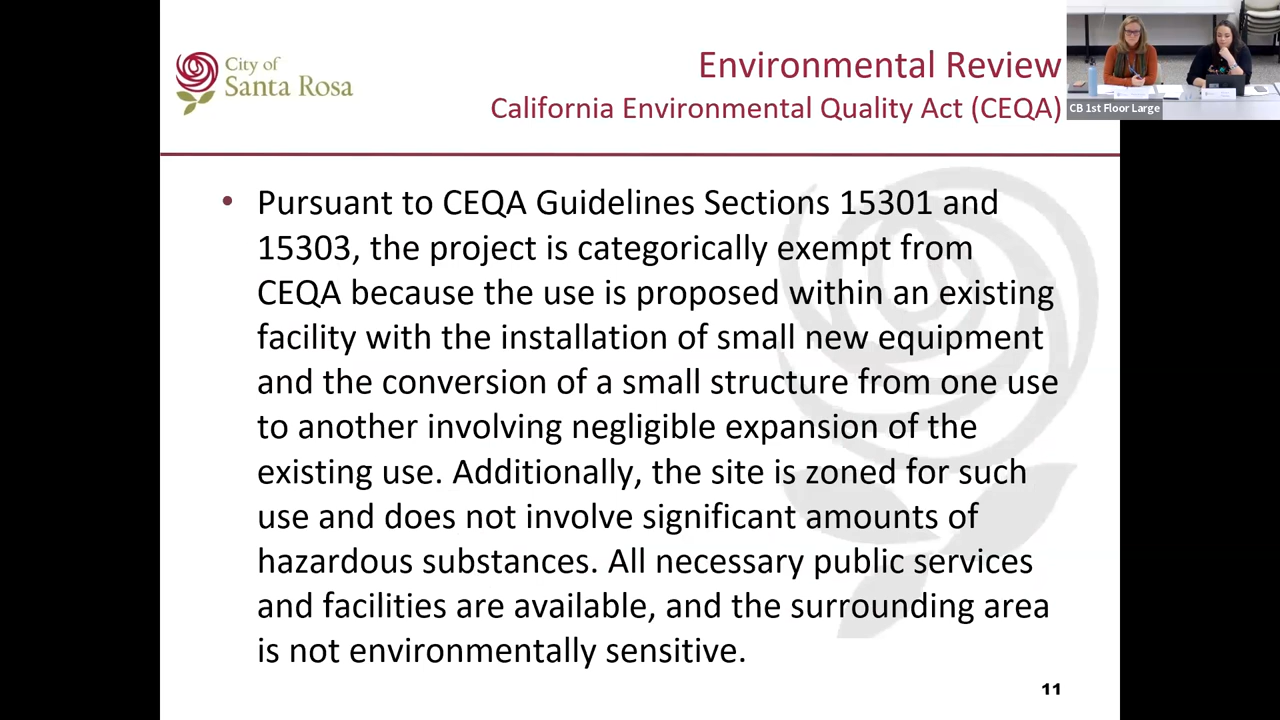 City of
Santa Rosa
Environmental Review
California Environmental Quality Act (CEQA)
CB 1st Floor Large
• Pursuant to CEQA Guidelines Sections 15301 and
15303, the project is categorically exempt from
CEQA because the use is proposed within an existing
facility with the installation of small new equipment
and the conversion of a small structure from one use
to another involving negligible expansion of the
existing use. Additionally, the site is zoned for such
use and does not involve significant amounts of
hazardous substances. All necessary public services
and facilities are available, and the surrounding area
is not environmentally sensitive.
11